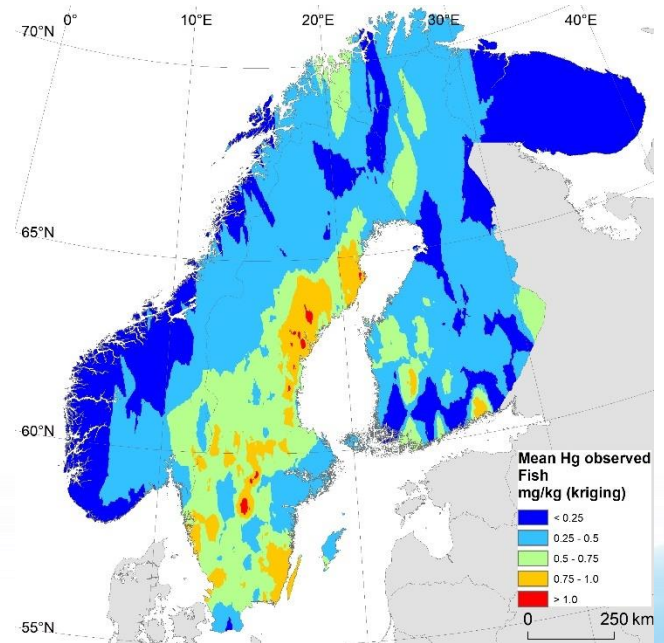 0°
10°E
20°E
30°E
40°E
70°N
65°N
60°N
55°N
Mean Hg observed
Fish
mg/kg (kriging)
< 0.25
0.25 - 0.5
0.5 - 0.75
0.75 - 1.0
> 1.0
0 250 km